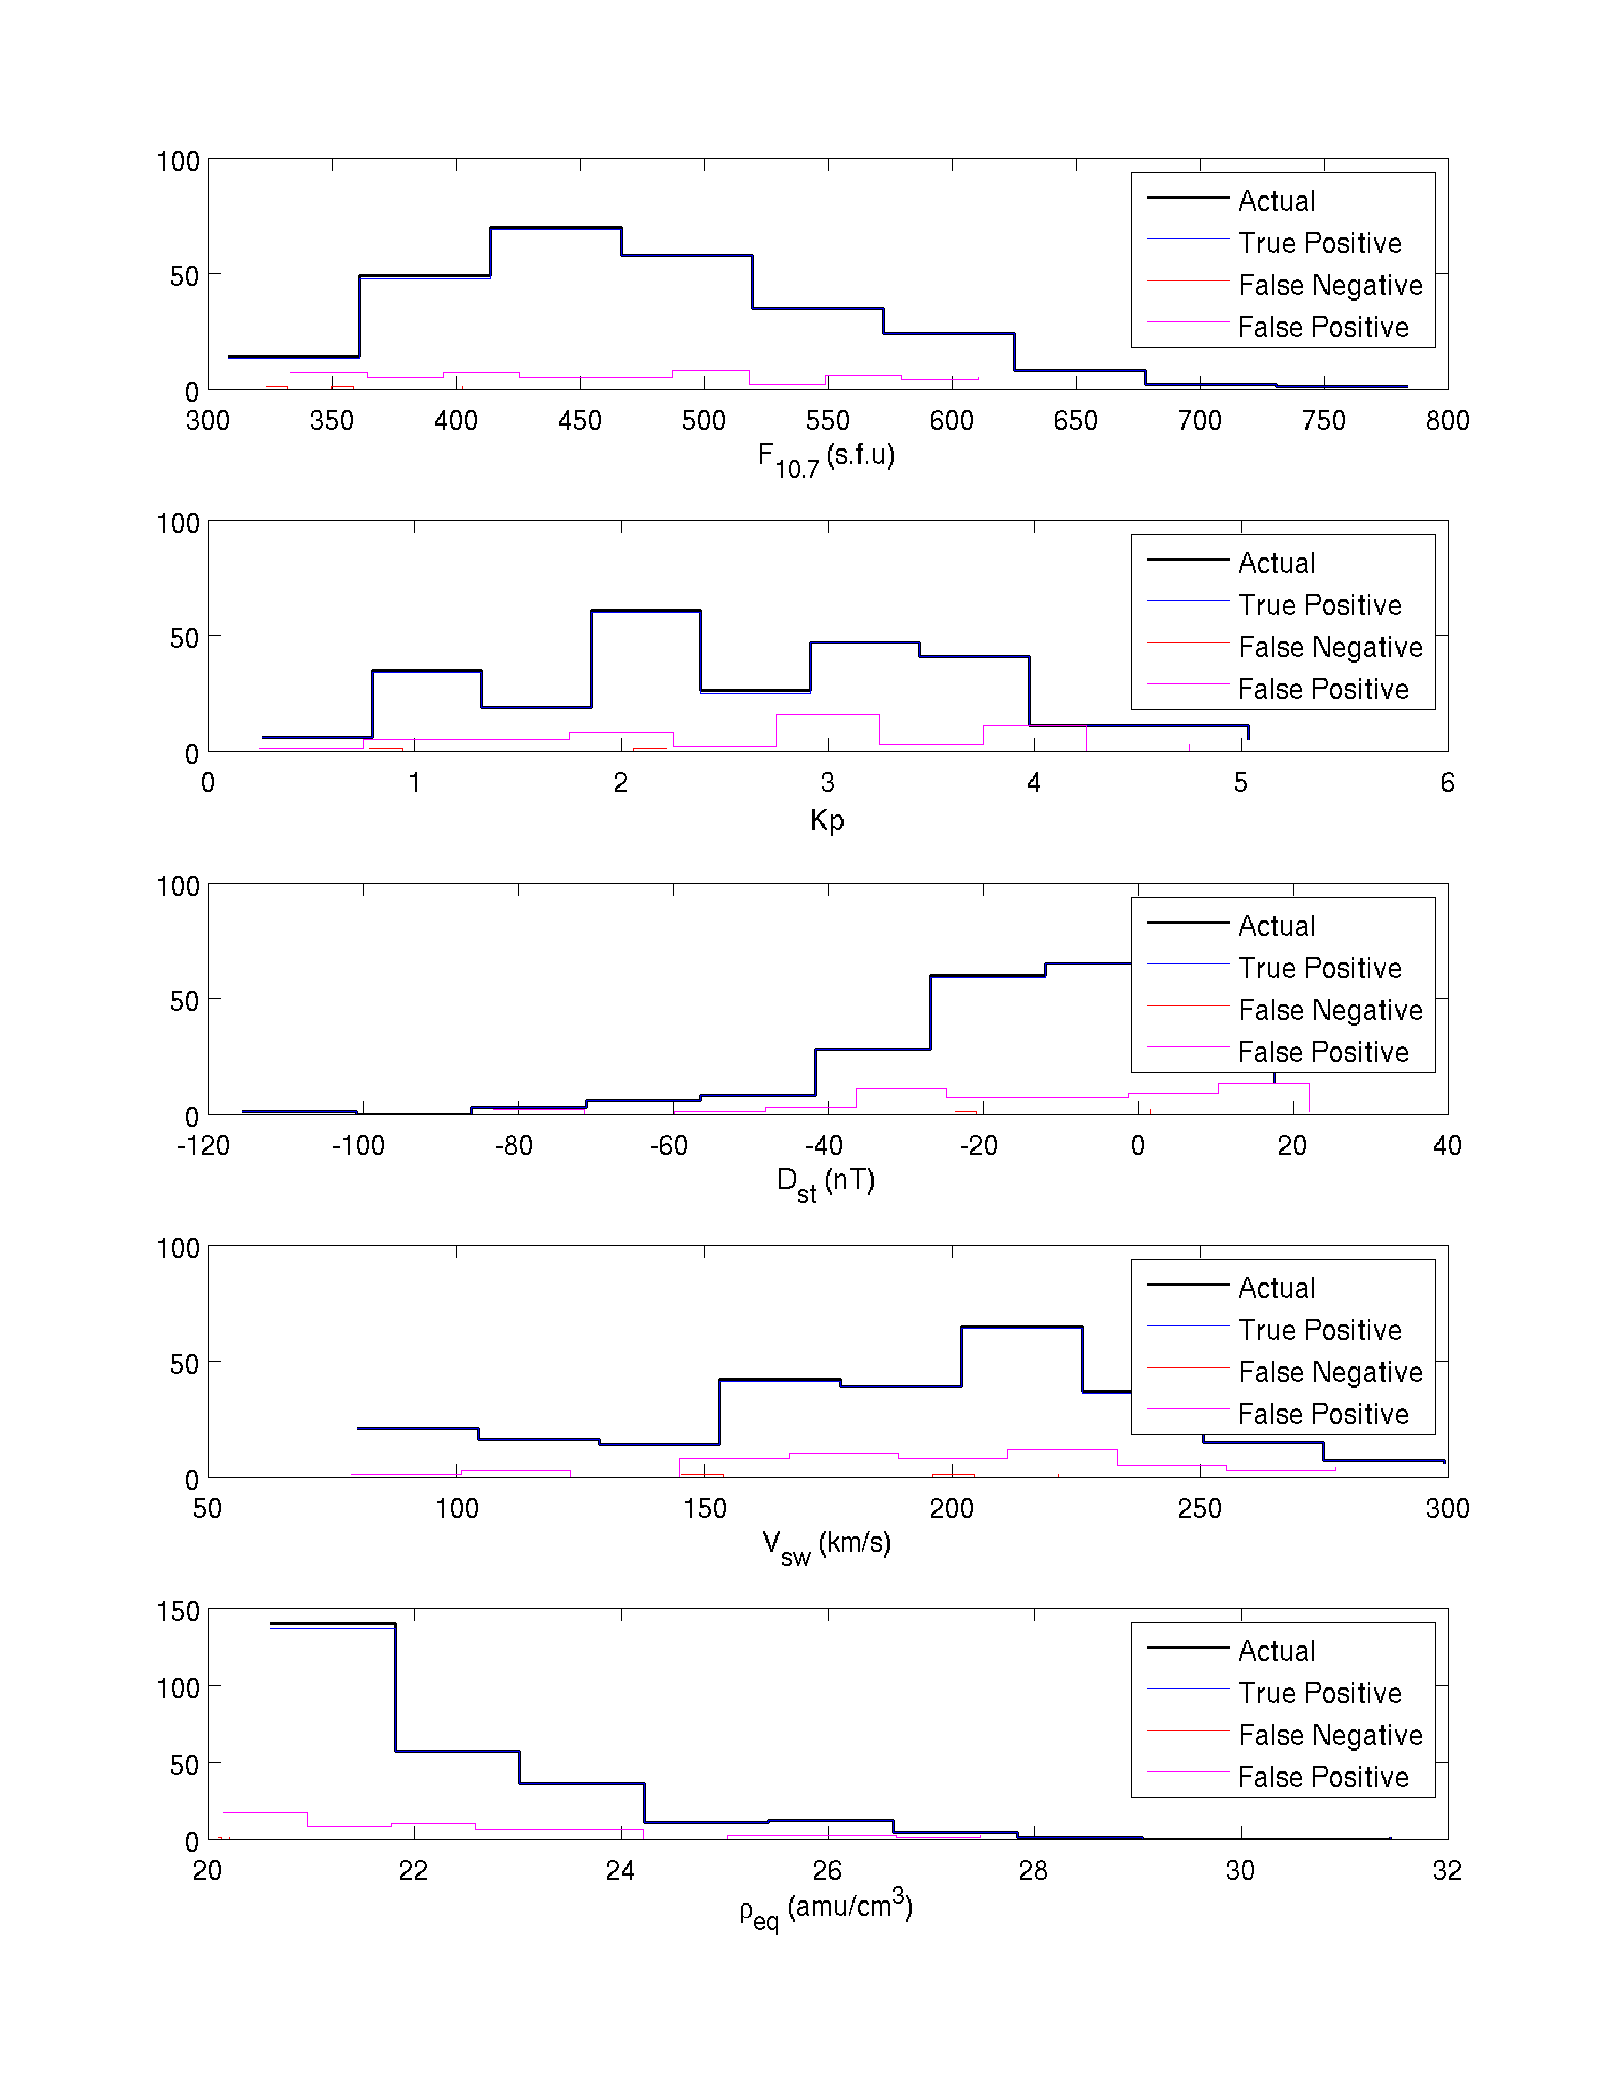 100
50
0
300 350 400 450 500 550 600 650 700 750 800
F10.7 (s.f.u)
Actual
True Positive
False Negative
False Positive
100
50
0
0 1 2 3 4 5 6
Kp
Actual
True Positive
False Negative
False Positive
100
50
0
-120 -100 -80 -60 -40 -20 0 20 40
Dst (nT)
Actual
True Positive
False Negative
False Positive
100
50
0
50 100 150 200 250 300
Vsw (km/s)
Actual
True Positive
False Negative
False Positive
150
100
50
0
20 22 24 26 28 30 32
ρeq (amu/cm³)
Actual
True Positive
False Negative
False Positive